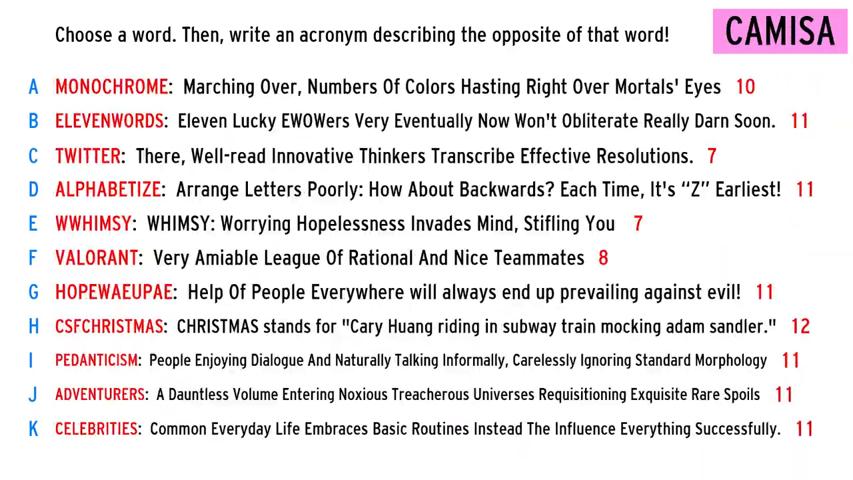 Choose a word. Then, write an acronym describing the opposite of that word!
CAMISA
A MONOCHROME: Marching Over, Numbers Of Colors Hasting Right Over Mortals' Eyes 10
B ELEVENWORDS: Eleven Lucky EWOWers Very Eventually Now Won't Obliterate Really Darn Soon. 11
C TWITTER: There, Well-read Innovative Thinkers Transcribe Effective Resolutions. 7
D ALPHABETIZE: Arrange Letters Poorly: How About Backwards? Each Time, It's “Z” Earliest! 11
E WWHIMSY: WHIMSY: Worrying Hopelessness Invades Mind, Stifling You 7
F VALORANT: Very Amiable League Of Rational And Nice Teammates 8
G HOPEWAEUPAE: Help Of People Everywhere will always end up prevailing against evil! 11
H CSFCHRISTMAS: CHRISTMAS stands for "Cary Huang riding in subway train mocking adam sandler." 12
I PEDANTICISM: People Enjoying Dialogue And Naturally Talking Informally, Carelessly Ignoring Standard Morphology 11
J ADVENTURERS: A Dauntless Volume Entering Noxious Treacherous Universes Requisitioning Exquisite Rare Spoils 11
K CELEBRITIES: Common Everyday Life Embraces Basic Routines Instead The Influence Everything Successfully. 11